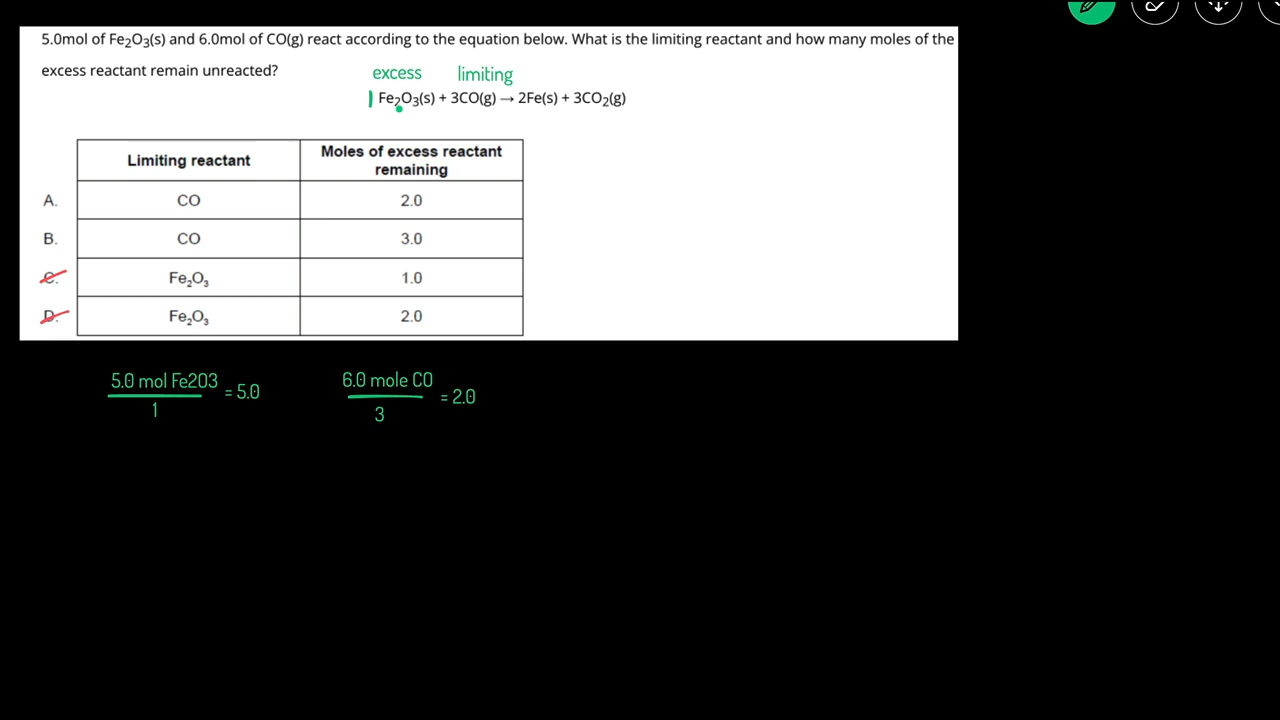 5.0mol of Fe₂O₃(s) and 6.0mol of CO(g) react according to the equation below. What is the limiting reactant and how many moles of the
excess reactant remain unreacted?
excess limiting
1 Fe₂O₃(s) + 3CO(g) → 2Fe(s) + 3CO₂(g)
Limiting reactant Moles of excess reactant remaining
A. CO 2.0
B. CO 3.0
C. Fe₂O₃ 1.0
D. Fe₂O₃ 2.0
5.0 mol Fe2O3 = 5.0
1
6.0 mole CO = 2.0
3